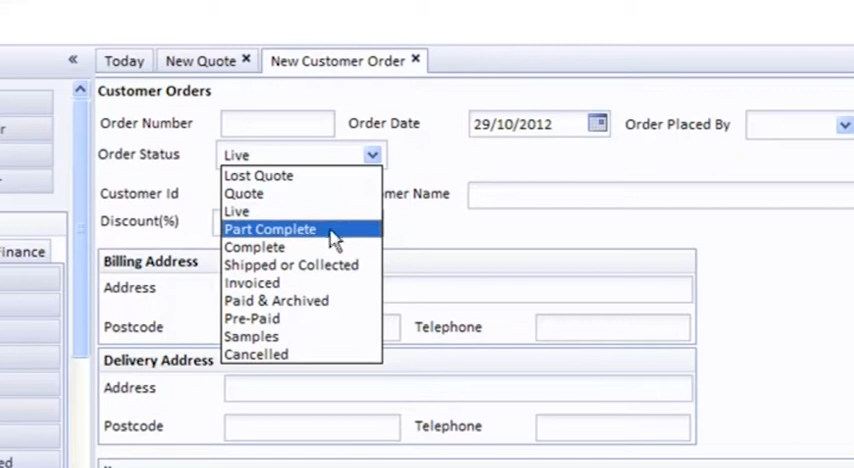 « Today New Quote × New Customer Order ×
Customer Orders
Order Number Order Date 29/10/2012 Order Placed By
Order Status Live
Lost Quote
Customer Id Quote mer Name
Live
Discount(%) Part Complete
Complete
Finance
Billing Address Shipped or Collected
Address Invoiced
Paid & Archived
Postcode Pre-Paid Telephone
Samples
Delivery Address Cancelled
Address
Postcode Telephone